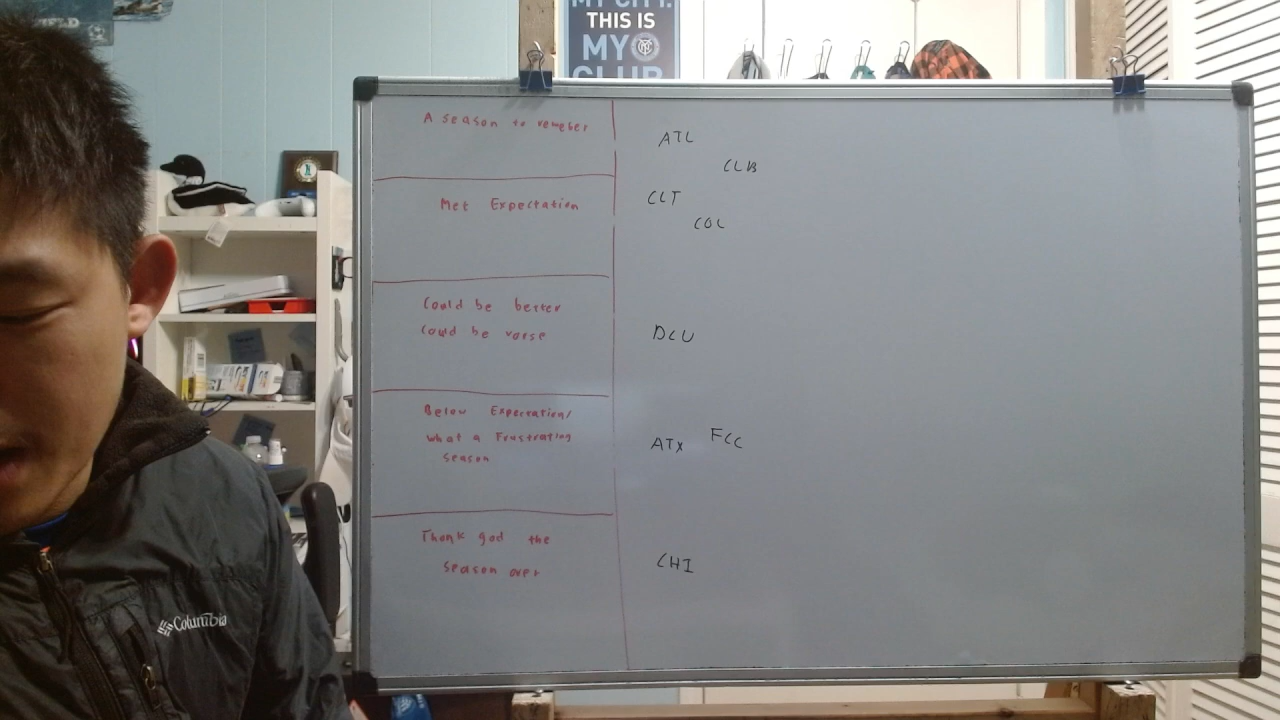 MY CITY.
THIS IS
MY
CLUB
A season to remeber
ATL
CLB
Met Expectation
CLT
COL
Could be better
Could be worse
DCU
Below Expectation/
what a Frustrating
season
ATX FCC
Thank god the
season over
CHI
Columbia